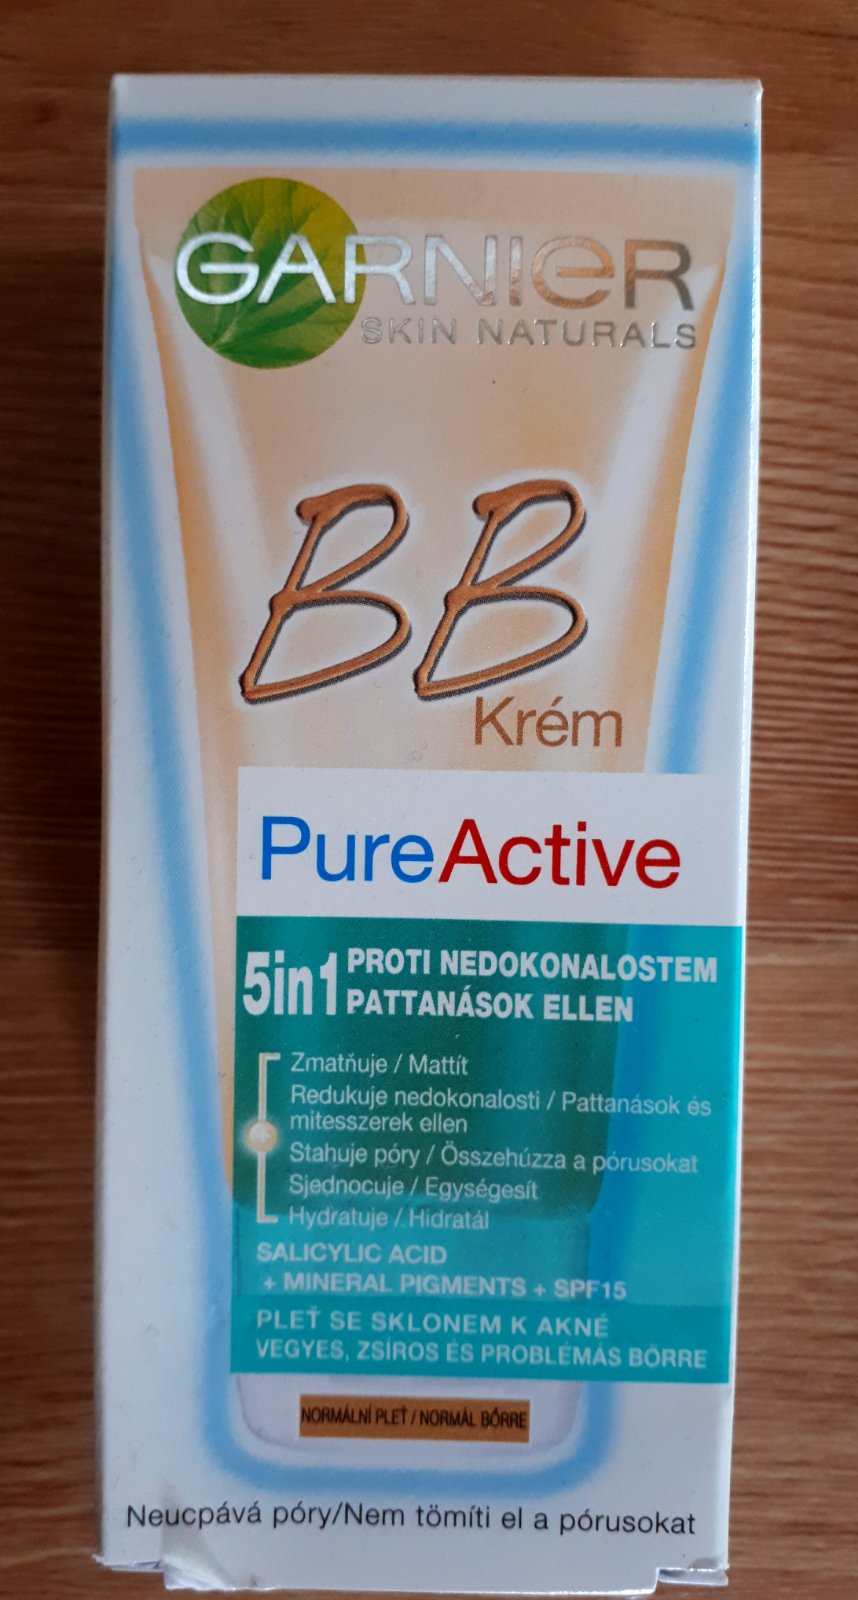 GARNIER
SKIN NATURALS
BB
Krém
PureActive
5in1 PROTI NEDOKONALOSTEM
PATTANÁSOK ELLEN
Zmatňuje / Mattít
Redukuje nedokonalosti / Pattanások és
mitesszerek ellen
Stahuje póry / Összehúzza a pórusokat
Sjednocuje / Egységesít
Hydratuje / Hidratál
SALICYLIC ACID
+ MINERAL PIGMENTS + SPF15
PLEŤ SE SKLONEM K AKNÉ
VEGYES, ZSÍROS ÉS PROBLÉMÁS BŐRRE
NORMÁLNÍ PLEŤ / NORMÁL BŐRRE
Neucpává póry/Nem tömíti el a pórusokat